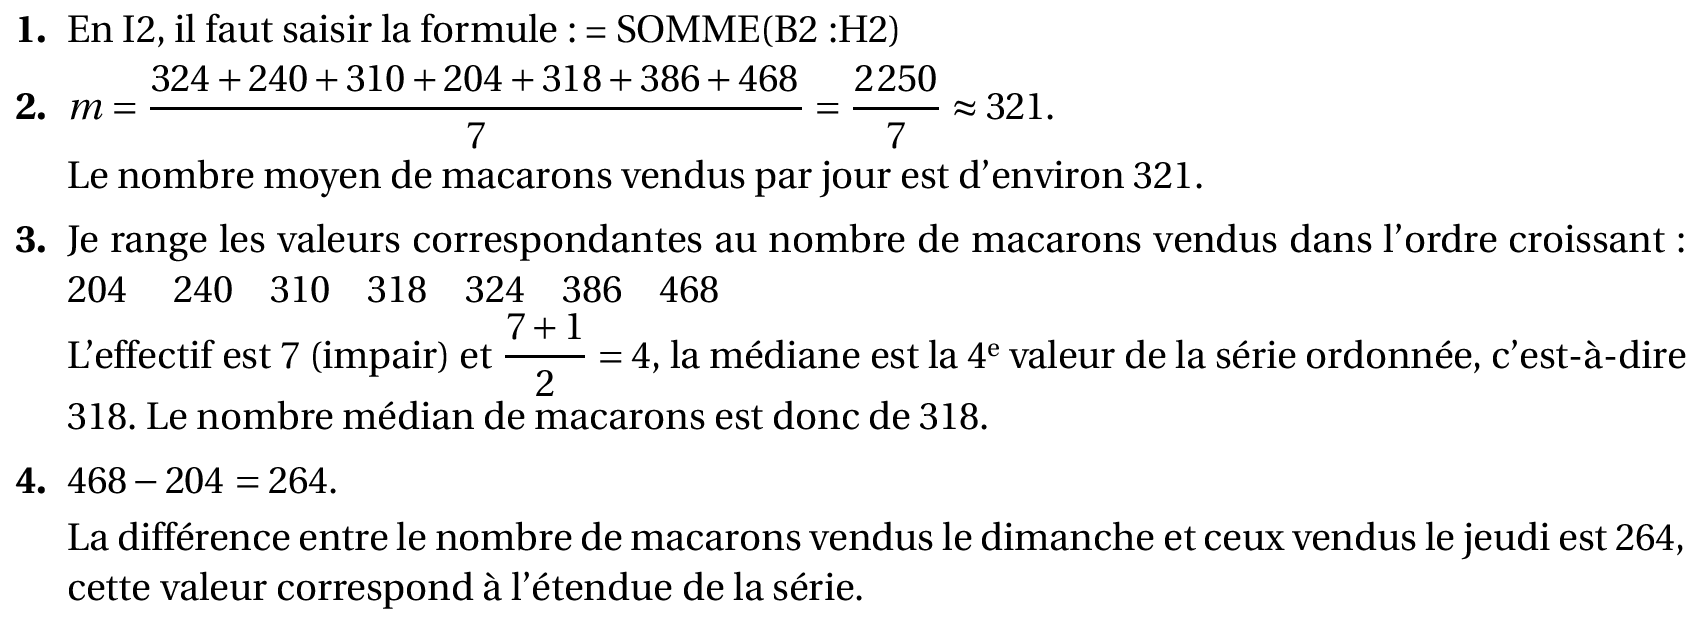 1. En I2, il faut saisir la formule : = SOMME(B2 :H2)
2. m = (324 + 240 + 310 + 204 + 318 + 386 + 468)/7 = 2250/7 ≈ 321.
Le nombre moyen de macarons vendus par jour est d’environ 321.
3. Je range les valeurs correspondantes au nombre de macarons vendus dans l’ordre croissant :
204 240 310 318 324 386 468
L’effectif est 7 (impair) et (7 + 1)/2 = 4, la médiane est la 4e valeur de la série ordonnée, c’est-à-dire
318. Le nombre médian de macarons est donc de 318.
4. 468 − 204 = 264.
La différence entre le nombre de macarons vendus le dimanche et ceux vendus le jeudi est 264,
cette valeur correspond à l’étendue de la série.